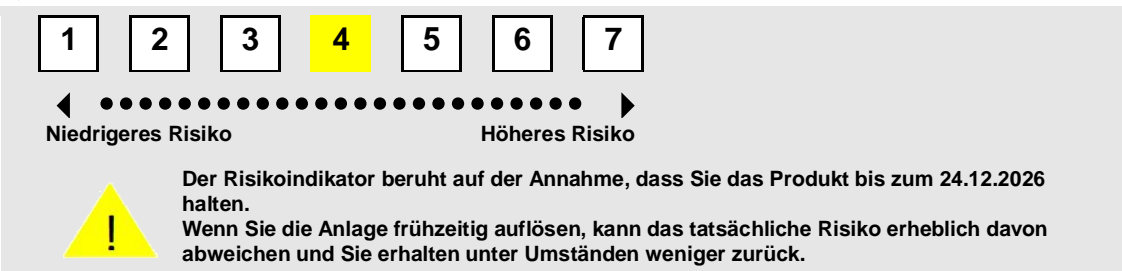 1 2 3 4 5 6 7
Niedrigeres Risiko Höheres Risiko
Der Risikoindikator beruht auf der Annahme, dass Sie das Produkt bis zum 24.12.2026
halten.
Wenn Sie die Anlage frühzeitig auflösen, kann das tatsächliche Risiko erheblich davon
abweichen und Sie erhalten unter Umständen weniger zurück.
!